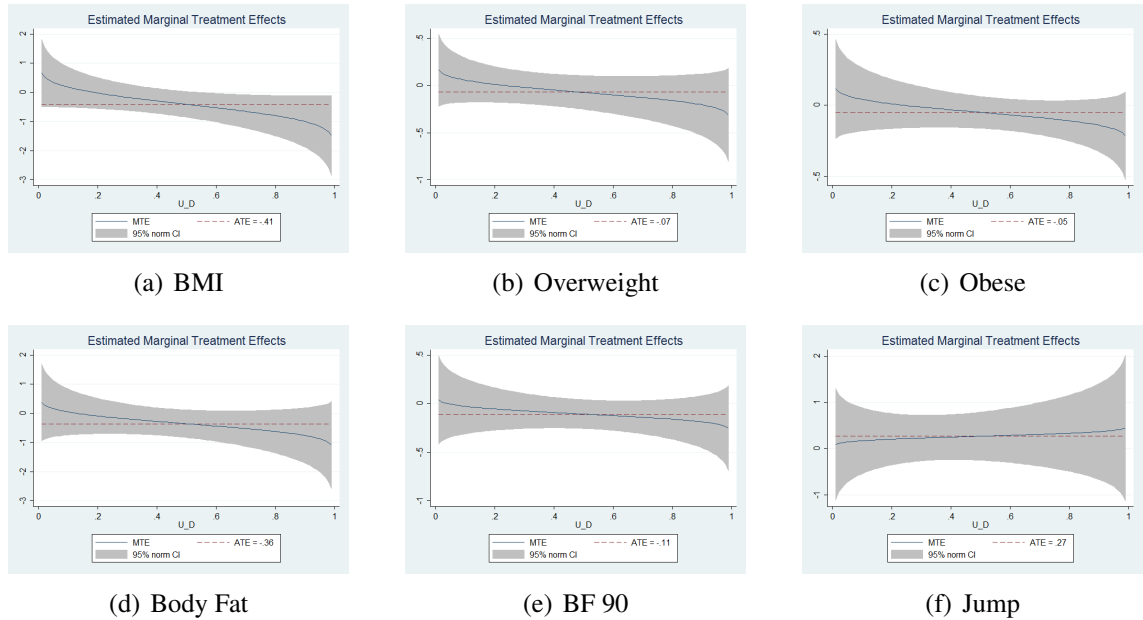 Estimated Marginal Treatment Effects
2
1
0
-1
-2
-3
0 .2 .4 .6 .8 1
U_D
MTE ATE = -.41
95% norm CI
(a) BMI
Estimated Marginal Treatment Effects
.5
0
-.5
-1
0 .2 .4 .6 .8 1
U_D
MTE ATE = -.07
95% norm CI
(b) Overweight
Estimated Marginal Treatment Effects
.5
0
-.5
0 .2 .4 .6 .8 1
U_D
MTE ATE = -.05
95% norm CI
(c) Obese
Estimated Marginal Treatment Effects
2
1
0
-1
-2
-3
0 .2 .4 .6 .8 1
U_D
MTE ATE = -.36
95% norm CI
(d) Body Fat
Estimated Marginal Treatment Effects
.5
0
-.5
-1
0 .2 .4 .6 .8 1
U_D
MTE ATE = -.11
95% norm CI
(e) BF 90
Estimated Marginal Treatment Effects
2
1
0
-1
0 .2 .4 .6 .8 1
U_D
MTE ATE = .27
95% norm CI
(f) Jump